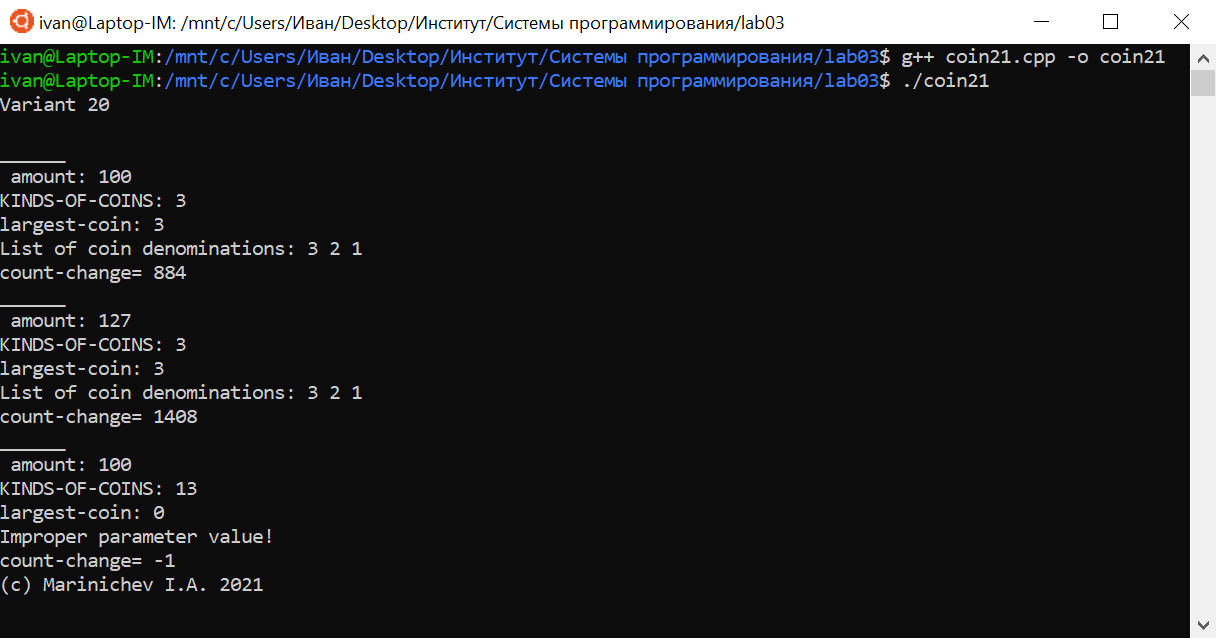 ivan@Laptop-IM: /mnt/c/Users/Иван/Desktop/Институт/Системы программирования/lab03
ivan@Laptop-IM:/mnt/c/Users/Иван/Desktop/Институт/Системы программирования/lab03$ g++ coin21.cpp -o coin21
ivan@Laptop-IM:/mnt/c/Users/Иван/Desktop/Институт/Системы программирования/lab03$ ./coin21
Variant 20
______
 amount: 100
KINDS-OF-COINS: 3
largest-coin: 3
List of coin denominations: 3 2 1
count-change= 884
______
 amount: 127
KINDS-OF-COINS: 3
largest-coin: 3
List of coin denominations: 3 2 1
count-change= 1408
______
 amount: 100
KINDS-OF-COINS: 13
largest-coin: 0
Improper parameter value!
count-change= -1
(c) Marinichev I.A. 2021